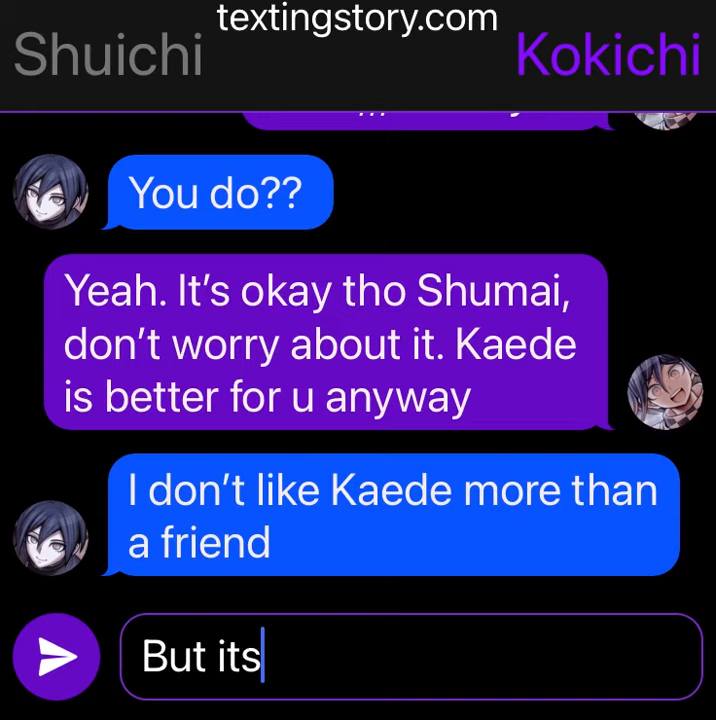 textingstory.com
Shuichi
Kokichi
You do??
Yeah. It’s okay tho Shumai,
don’t worry about it. Kaede
is better for u anyway
I don’t like Kaede more than
a friend
But its